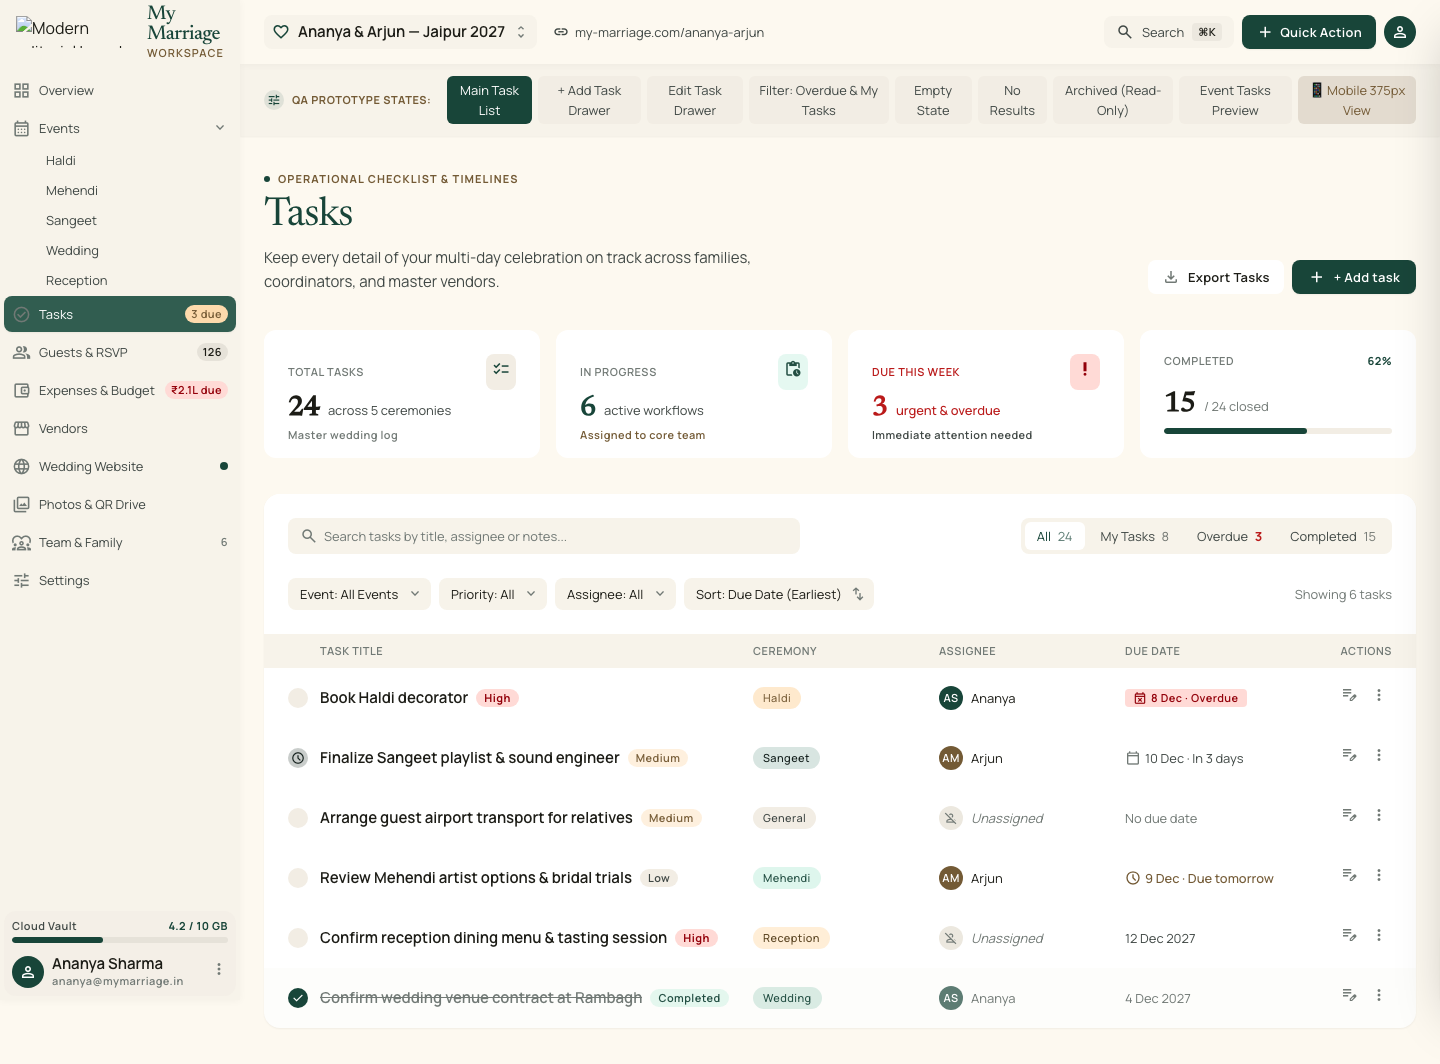 Modern
My
Marriage
WORKSPACE
Ananya & Arjun — Jaipur 2027
my-marriage.com/ananya-arjun
Search ⌘K
Quick Action
Overview
Events
Haldi
Mehendi
Sangeet
Wedding
Reception
Tasks 3 due
Guests & RSVP 126
Expenses & Budget ₹2.1L due
Vendors
Wedding Website
Photos & QR Drive
Team & Family 6
Settings
Cloud Vault 4.2 / 10 GB
Ananya Sharma
ananya@mymarriage.in
QA PROTOTYPE STATES:
Main Task
List
+ Add Task
Drawer
Edit Task
Drawer
Filter: Overdue & My
Tasks
Empty
State
No
Results
Archived (Read-
Only)
Event Tasks
Preview
📱 Mobile 375px
View
OPERATIONAL CHECKLIST & TIMELINES
Tasks
Keep every detail of your multi-day celebration on track across families,
coordinators, and master vendors.
Export Tasks
+ Add task
TOTAL TASKS
24 across 5 ceremonies
Master wedding log
IN PROGRESS
6 active workflows
Assigned to core team
DUE THIS WEEK
3 urgent & overdue
Immediate attention needed
COMPLETED 62%
15 / 24 closed
Search tasks by title, assignee or notes...
All 24 My Tasks 8 Overdue 3 Completed 15
Event: All Events Priority: All Assignee: All Sort: Due Date (Earliest)
Showing 6 tasks
TASK TITLE CEREMONY ASSIGNEE DUE DATE ACTIONS
Book Haldi decorator High Haldi AS Ananya 8 Dec · Overdue
Finalize Sangeet playlist & sound engineer Medium Sangeet AM Arjun 10 Dec · In 3 days
Arrange guest airport transport for relatives Medium General Unassigned No due date
Review Mehendi artist options & bridal trials Low Mehendi AM Arjun 9 Dec · Due tomorrow
Confirm reception dining menu & tasting session High Reception Unassigned 12 Dec 2027
Confirm wedding venue contract at Rambagh Completed Wedding AS Ananya 4 Dec 2027